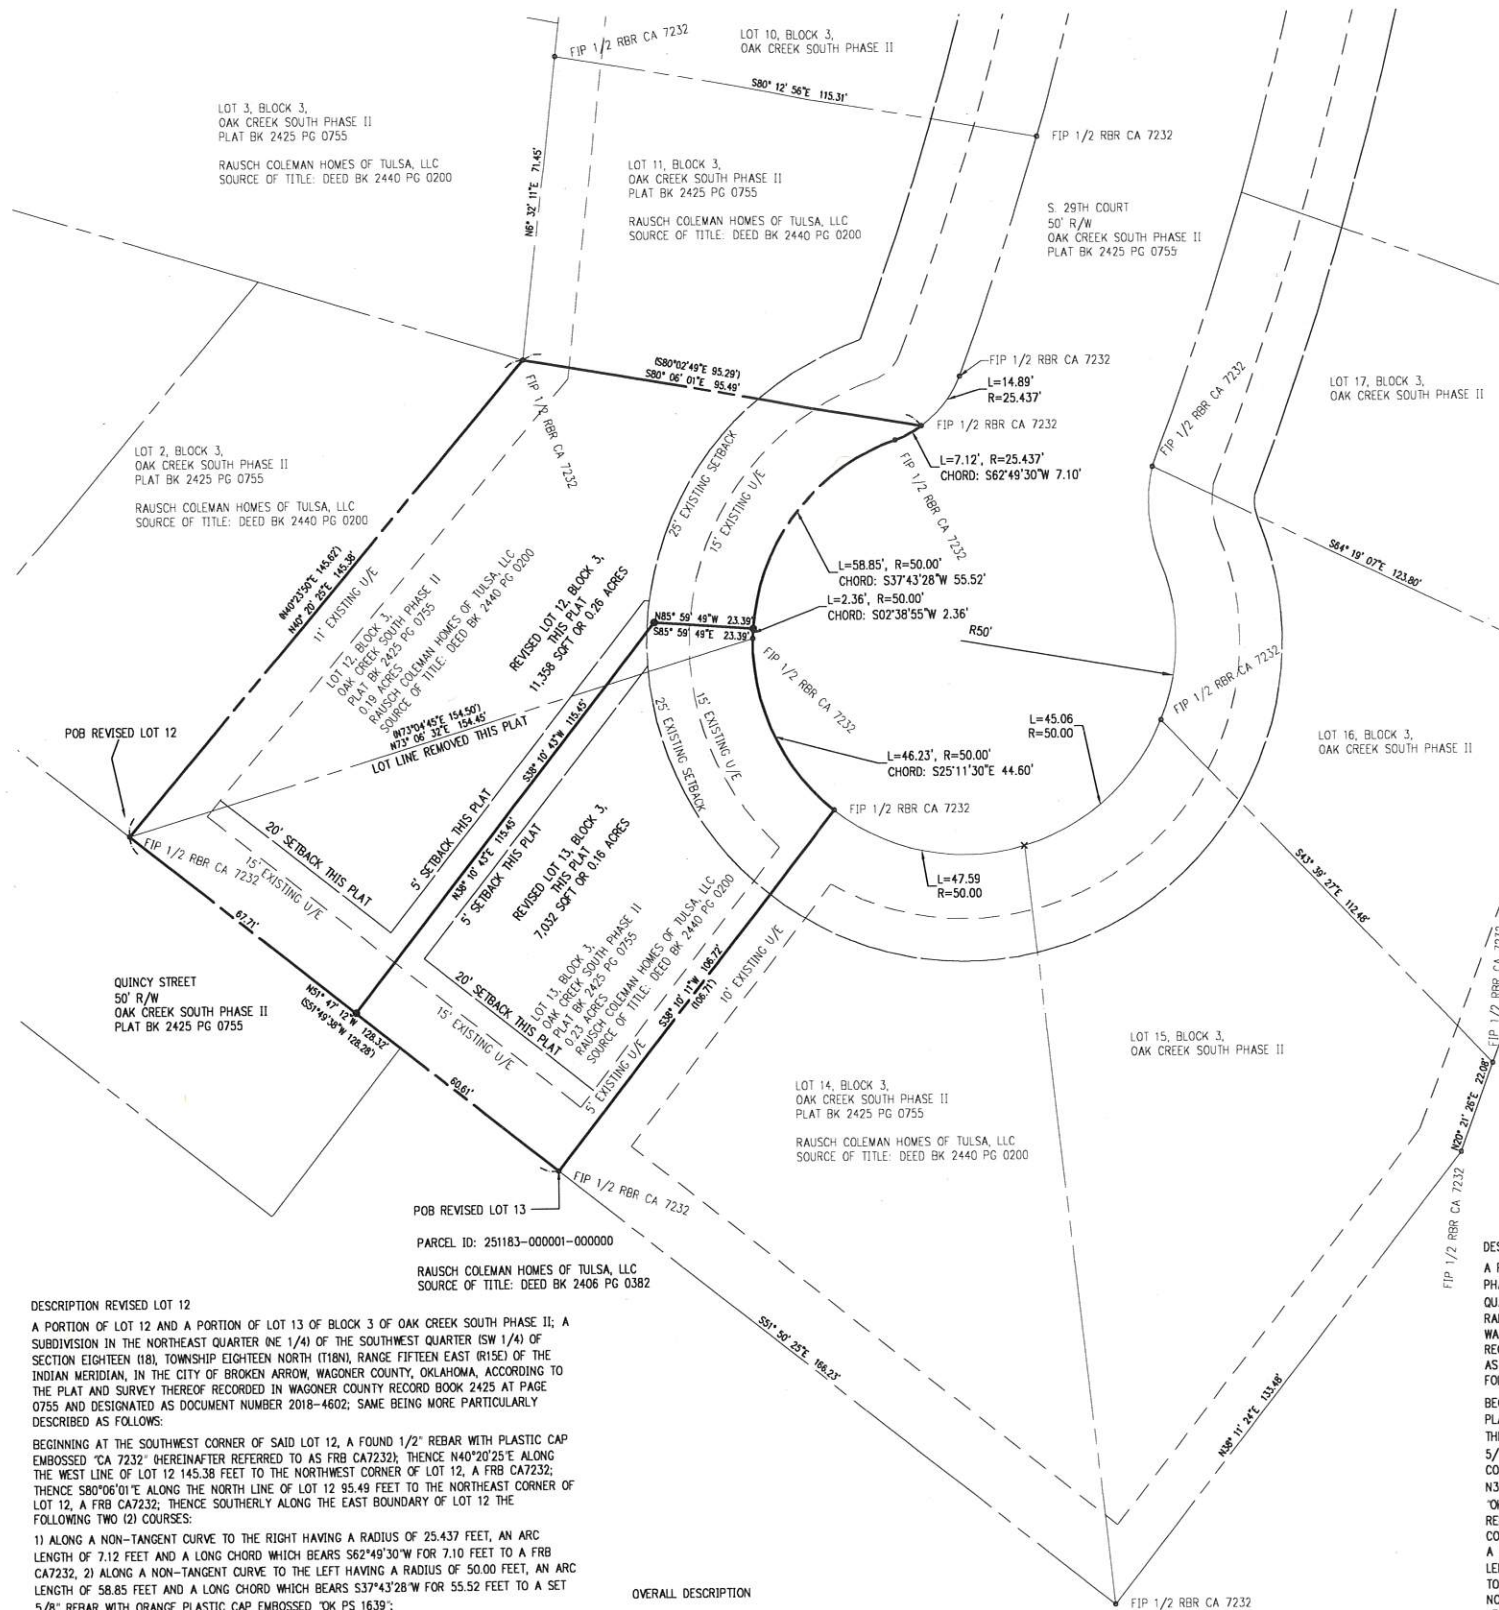 FIP 1/2 RBR CA 7232
LOT 10, BLOCK 3,
OAK CREEK SOUTH PHASE II
S80° 12' 56"E 115.31'
FIP 1/2 RBR CA 7232
LOT 3, BLOCK 3,
OAK CREEK SOUTH PHASE II
PLAT BK 2425 PG 0755
RAUSCH COLEMAN HOMES OF TULSA, LLC
SOURCE OF TITLE: DEED BK 2440 PG 0200
N6° 32' 11"E 71.45'
LOT 11, BLOCK 3,
OAK CREEK SOUTH PHASE II
PLAT BK 2425 PG 0755
RAUSCH COLEMAN HOMES OF TULSA, LLC
SOURCE OF TITLE: DEED BK 2440 PG 0200
S. 29TH COURT
50' R/W
OAK CREEK SOUTH PHASE II
PLAT BK 2425 PG 0755
(S80°02'49"E 95.29')
S80° 06' 01"E 95.49'
FIP 1/2 RBR CA 7232
L=14.89'
R=25.437'
FIP 1/2 RBR CA 7232
L=7.12', R=25.437'
CHORD: S62°49'30"W 7.10'
FIP 1/2 RBR CA 7232
FIP 1/2 RBR CA 7232
FIP 1/2 RBR CA 7232
LOT 17, BLOCK 3,
OAK CREEK SOUTH PHASE II
LOT 2, BLOCK 3,
OAK CREEK SOUTH PHASE II
PLAT BK 2425 PG 0755
RAUSCH COLEMAN HOMES OF TULSA, LLC
SOURCE OF TITLE: DEED BK 2440 PG 0200
(N40°23'50"E 145.62')
N40° 20' 25"E 145.38'
11' EXISTING U/E
LOT 12, BLOCK 3,
OAK CREEK SOUTH PHASE II
PLAT BK 2425 PG 0755
0.19 ACRES
RAUSCH COLEMAN HOMES OF TULSA, LLC
SOURCE OF TITLE: DEED BK 2440 PG 0200
REVISED LOT 12, BLOCK 3,
THIS PLAT
11,358 SQFT OR 0.26 ACRES
25' EXISTING SETBACK
15' EXISTING U/E
L=58.85', R=50.00'
CHORD: S37°43'28"W 55.52'
L=2.36', R=50.00'
CHORD: S02°38'55"W 2.36'
N85° 59' 49"W 23.39'
S85° 59' 49"E 23.39'
R50'
S64° 19' 07"E 123.80'
FIP 1/2 RBR CA 7232
FIP 1/2 RBR CA 7232
POB REVISED LOT 12
(N73°04'45"E 154.50')
N73° 06' 32"E 154.45'
LOT LINE REMOVED THIS PLAT
S38° 10' 43"W 115.45'
N38° 10' 43"E 115.45'
25' EXISTING SETBACK
15' EXISTING U/E
L=46.23', R=50.00'
CHORD: S25°11'30"E 44.60'
L=45.06
R=50.00
LOT 16, BLOCK 3,
OAK CREEK SOUTH PHASE II
FIP 1/2 RBR CA 7232
FIP 1/2 RBR CA 7232
20' SETBACK THIS PLAT
15' EXISTING U/E
5' SETBACK THIS PLAT
5' SETBACK THIS PLAT
REVISED LOT 13, BLOCK 3,
THIS PLAT
7,032 SQFT OR 0.16 ACRES
L=47.59
R=50.00
S43° 39' 27"E 112.48'
67.71'
QUINCY STREET
50' R/W
OAK CREEK SOUTH PHASE II
PLAT BK 2425 PG 0755
N51° 47' 12"W 128.32'
(S51°49'38"W 128.28')
60.61'
20' SETBACK THIS PLAT
15' EXISTING U/E
LOT 13, BLOCK 3,
OAK CREEK SOUTH PHASE II
PLAT BK 2425 PG 0755
0.23 ACRES
RAUSCH COLEMAN HOMES OF TULSA, LLC
SOURCE OF TITLE: DEED BK 2440 PG 0200
5' EXISTING U/E
S38° 10' 11"W 106.72'
(106.71')
10' EXISTING U/E
FIP 1/2 RBR CA 7232
LOT 15, BLOCK 3,
OAK CREEK SOUTH PHASE II
N20° 21' 26"E 22.08'
FIP 1/2 RBR CA 7232
LOT 14, BLOCK 3,
OAK CREEK SOUTH PHASE II
PLAT BK 2425 PG 0755
RAUSCH COLEMAN HOMES OF TULSA, LLC
SOURCE OF TITLE: DEED BK 2440 PG 0200
FIP 1/2 RBR CA 7232
POB REVISED LOT 13
PARCEL ID: 251183-000001-000000
RAUSCH COLEMAN HOMES OF TULSA, LLC
SOURCE OF TITLE: DEED BK 2406 PG 0382
S51° 50' 25"E 166.23'
N38° 11' 24"E 133.48'
FIP 1/2 RBR CA 7232
DESCRIPTION REVISED LOT 12
A PORTION OF LOT 12 AND A PORTION OF LOT 13 OF BLOCK 3 OF OAK CREEK SOUTH PHASE II; A
SUBDIVISION IN THE NORTHEAST QUARTER (NE 1/4) OF THE SOUTHWEST QUARTER (SW 1/4) OF
SECTION EIGHTEEN (18), TOWNSHIP EIGHTEEN NORTH (T18N), RANGE FIFTEEN EAST (R15E) OF THE
INDIAN MERIDIAN, IN THE CITY OF BROKEN ARROW, WAGONER COUNTY, OKLAHOMA, ACCORDING TO
THE PLAT AND SURVEY THEREOF RECORDED IN WAGONER COUNTY RECORD BOOK 2425 AT PAGE
0755 AND DESIGNATED AS DOCUMENT NUMBER 2018-4602; SAME BEING MORE PARTICULARLY
DESCRIBED AS FOLLOWS:
BEGINNING AT THE SOUTHWEST CORNER OF SAID LOT 12, A FOUND 1/2" REBAR WITH PLASTIC CAP
EMBOSSED "CA 7232" (HEREINAFTER REFERRED TO AS FRB CA7232); THENCE N40°20'25"E ALONG
THE WEST LINE OF LOT 12 145.38 FEET TO THE NORTHWEST CORNER OF LOT 12, A FRB CA7232;
THENCE S80°06'01"E ALONG THE NORTH LINE OF LOT 12 95.49 FEET TO THE NORTHEAST CORNER OF
LOT 12, A FRB CA7232; THENCE SOUTHERLY ALONG THE EAST BOUNDARY OF LOT 12 THE
FOLLOWING TWO (2) COURSES:
1) ALONG A NON-TANGENT CURVE TO THE RIGHT HAVING A RADIUS OF 25.437 FEET, AN ARC
LENGTH OF 7.12 FEET AND A LONG CHORD WHICH BEARS S62°49'30"W FOR 7.10 FEET TO A FRB
CA7232, 2) ALONG A NON-TANGENT CURVE TO THE LEFT HAVING A RADIUS OF 50.00 FEET, AN ARC
LENGTH OF 58.85 FEET AND A LONG CHORD WHICH BEARS S37°43'28"W FOR 55.52 FEET TO A SET
5/8" REBAR WITH ORANGE PLASTIC CAP EMBOSSED "OK PS 1639";
OVERALL DESCRIPTION
FIP 1/2 RBR CA 7232